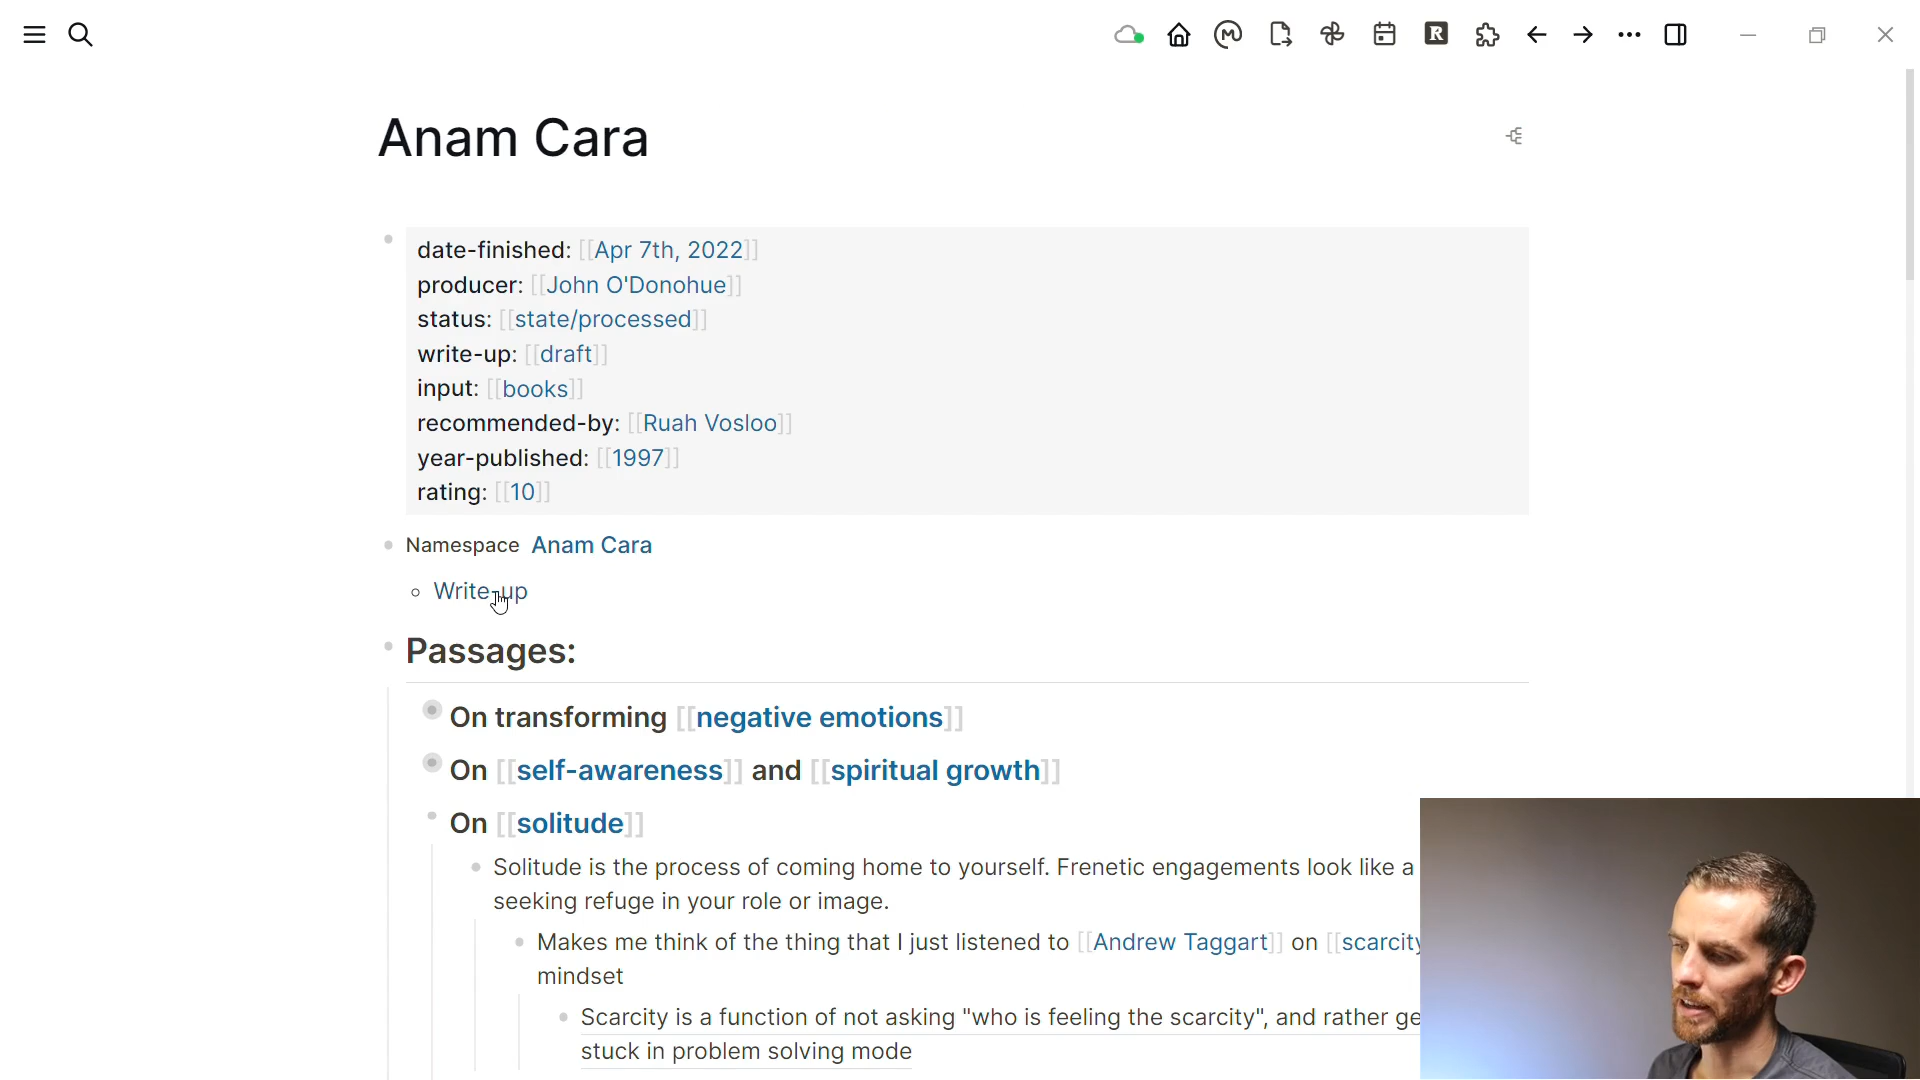 Anam Cara
date-finished: [[Apr 7th, 2022]]
producer: [[John O'Donohue]]
status: [[state/processed]]
write-up: [[draft]]
input: [[books]]
recommended-by: [[Ruah Vosloo]]
year-published: [[1997]]
rating: [[10]]
Namespace Anam Cara
Write-up
Passages:
On transforming [[negative emotions]]
On [[self-awareness]] and [[spiritual growth]]
On [[solitude]]
Solitude is the process of coming home to yourself. Frenetic engagements look like a
seeking refuge in your role or image.
Makes me think of the thing that I just listened to [[Andrew Taggart]] on [[scarcity
mindset
Scarcity is a function of not asking "who is feeling the scarcity", and rather ge
stuck in problem solving mode